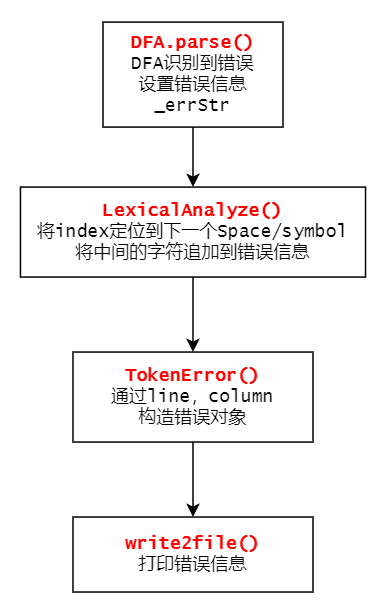 DFA.parse()
DFA识别到错误
设置错误信息
_errStr
LexicalAnalyze()
将index定位到下一个Space/symbol
将中间的字符追加到错误信息
TokenError()
通过line, column
构造错误对象
write2file()
打印错误信息